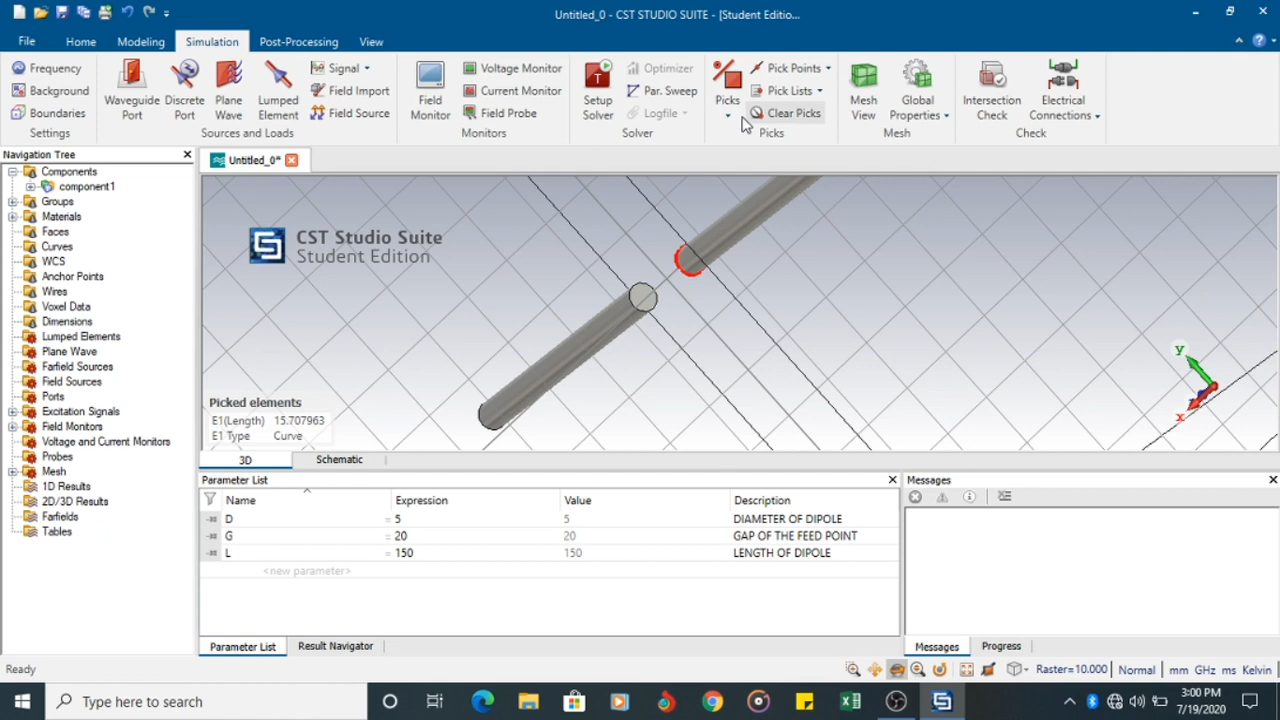 Untitled_0 - CST STUDIO SUITE - [Student Editio...
File Home Modeling Simulation Post-Processing View
Frequency
Background
Boundaries
Settings
Waveguide Port
Discrete Port
Plane Wave
Lumped Element
Signal
Field Import
Field Source
Sources and Loads
Field Monitor
Voltage Monitor
Current Monitor
Field Probe
Monitors
Setup Solver
Optimizer
Par. Sweep
Logfile
Solver
Picks
Pick Points
Pick Lists
Clear Picks
Picks
Mesh View
Global Properties
Mesh
Intersection Check
Electrical Connections
Check
Navigation Tree
Components
component1
Groups
Materials
Faces
Curves
WCS
Anchor Points
Wires
Voxel Data
Dimensions
Lumped Elements
Plane Wave
Farfield Sources
Field Sources
Ports
Excitation Signals
Field Monitors
Voltage and Current Monitors
Probes
Mesh
1D Results
2D/3D Results
Farfields
Tables
Untitled_0*
CST Studio Suite
Student Edition
y
x
Picked elements
E1(Length) 15.707963
E1 Type Curve
3D Schematic
Parameter List
Name Expression Value Description
D = 5 5 DIAMETER OF DIPOLE
G = 20 20 GAP OF THE FEED POINT
L = 150 150 LENGTH OF DIPOLE
<new parameter>
Parameter List Result Navigator
Messages
Messages Progress
Ready
Raster=10.000 Normal mm GHz ns Kelvin
Type here to search
3:00 PM
7/19/2020